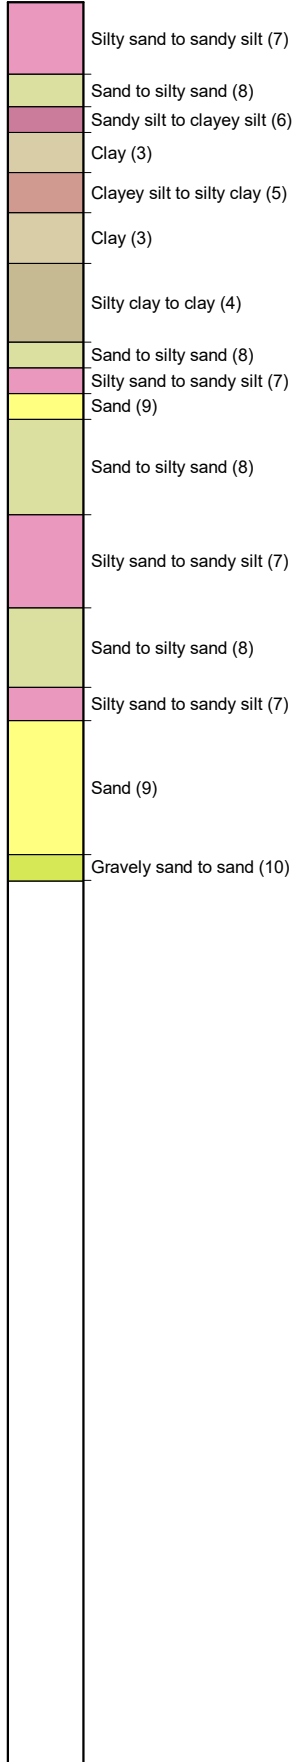 Silty sand to sandy silt (7)
Sand to silty sand (8)
Sandy silt to clayey silt (6)
Clay (3)
Clayey silt to silty clay (5)
Clay (3)
Silty clay to clay (4)
Sand to silty sand (8)
Silty sand to sandy silt (7)
Sand (9)
Sand to silty sand (8)
Silty sand to sandy silt (7)
Sand to silty sand (8)
Silty sand to sandy silt (7)
Sand (9)
Gravely sand to sand (10)